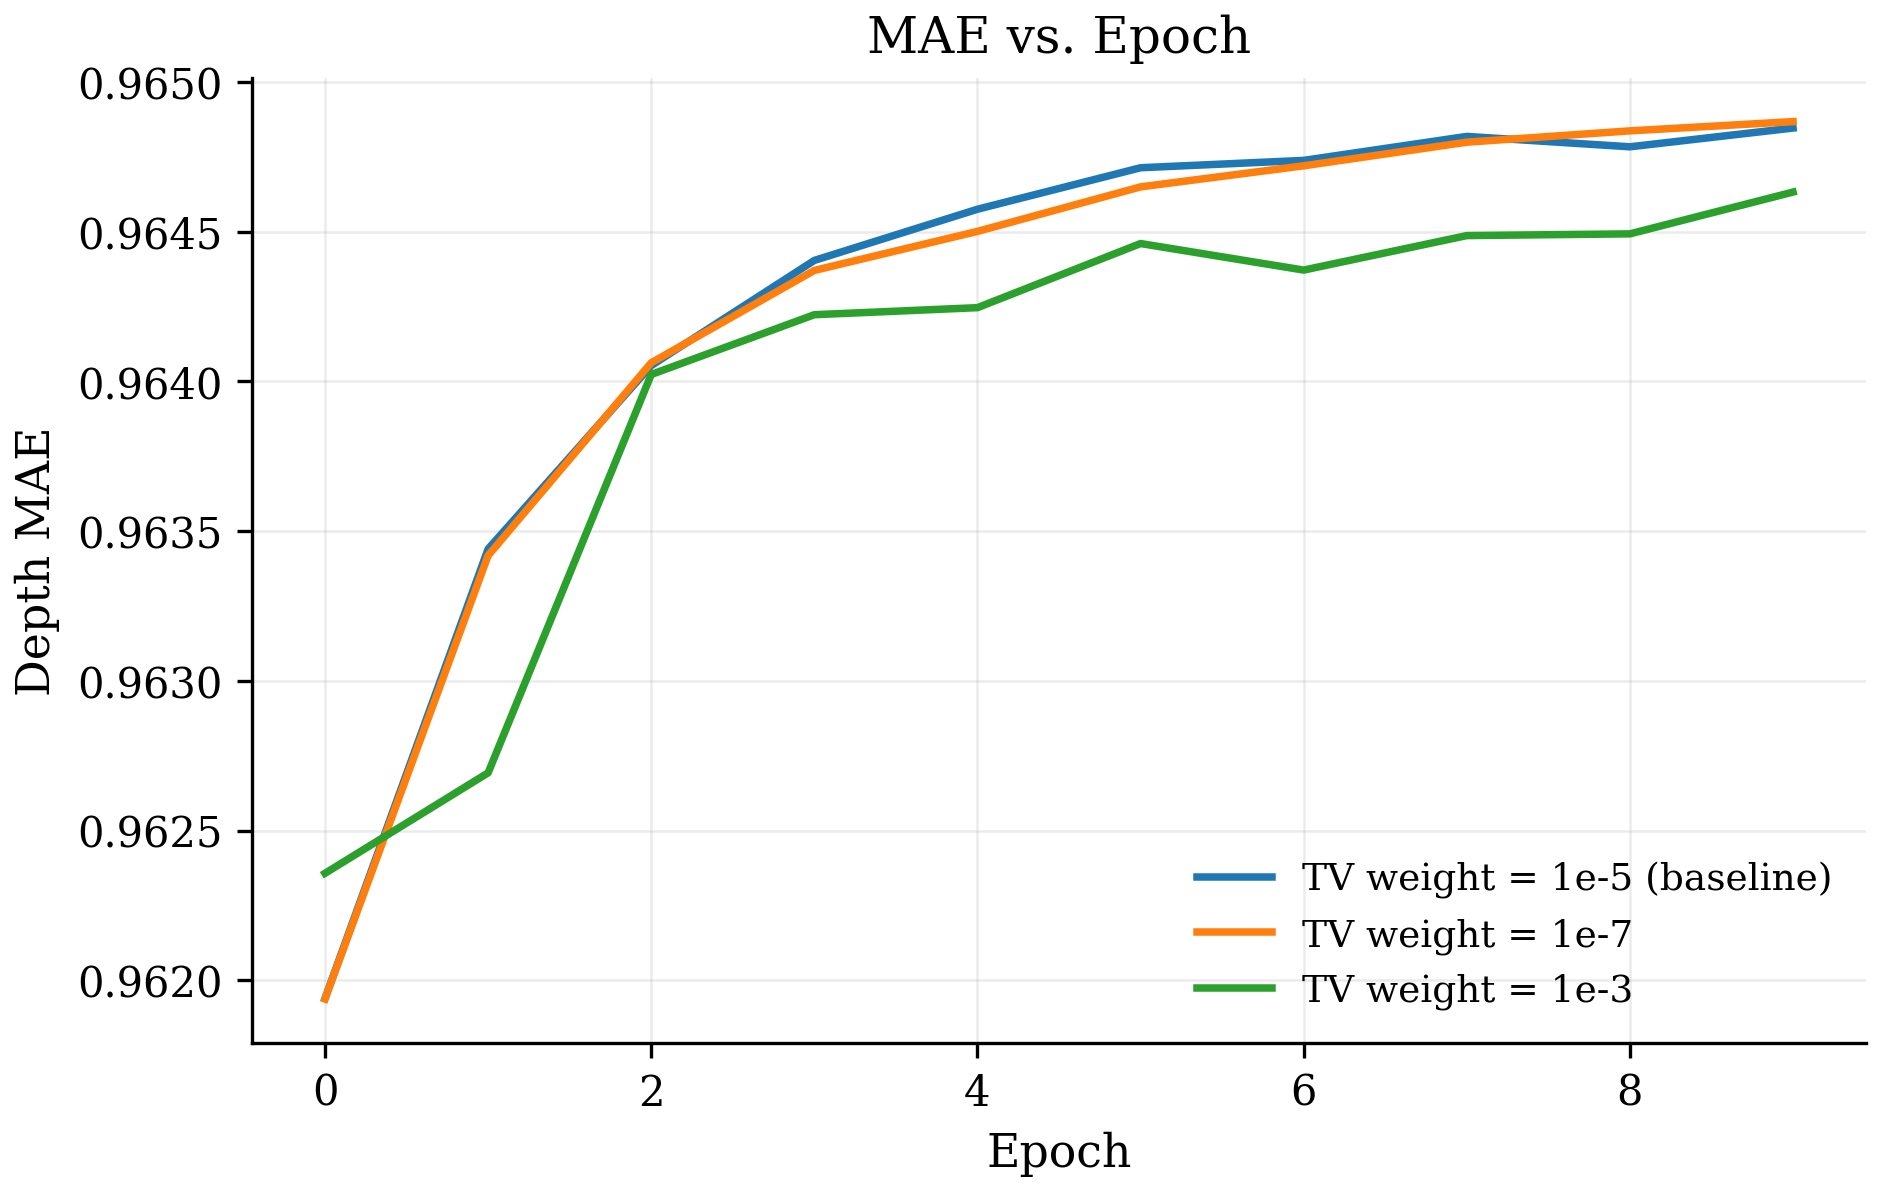 MAE vs. Epoch
0.9650
0.9645
0.9640
0.9635
0.9630
0.9625
0.9620
Depth MAE
TV weight = 1e-5 (baseline)
TV weight = 1e-7
TV weight = 1e-3
0 2 4 6 8
Epoch